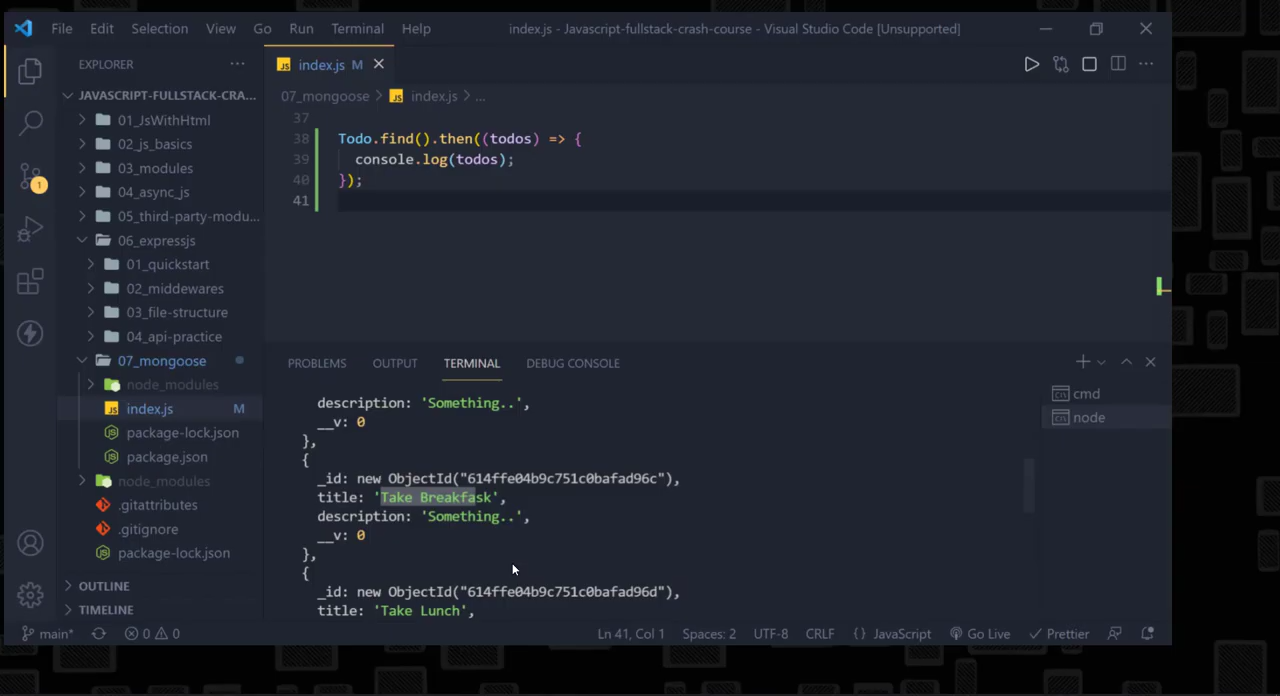 File Edit Selection View Go Run Terminal Help index.js - Javascript-fullstack-crash-course - Visual Studio Code [Unsupported]
EXPLORER
JAVASCRIPT-FULLSTACK-CRA...
01_JsWithHtml
02_js_basics
03_modules
04_async_js
05_third-party-modu...
06_expressjs
01_quickstart
02_middewares
03_file-structure
04_api-practice
07_mongoose
node_modules
index.js M
package-lock.json
package.json
node_modules
.gitattributes
.gitignore
package-lock.json
OUTLINE
TIMELINE
1
JS index.js M
07_mongoose > JS index.js > ...
37
38 Todo.find().then((todos) => {
39 console.log(todos);
40 });
41
PROBLEMS OUTPUT TERMINAL DEBUG CONSOLE
description: 'Something..',
__v: 0
},
{
_id: new ObjectId("614ffe04b9c751c0bafad96c"),
title: 'Take Breakfask',
description: 'Something..',
__v: 0
},
{
_id: new ObjectId("614ffe04b9c751c0bafad96d"),
title: 'Take Lunch',
cmd
node
main* 0 0 Ln 41, Col 1 Spaces: 2 UTF-8 CRLF {} JavaScript Go Live Prettier